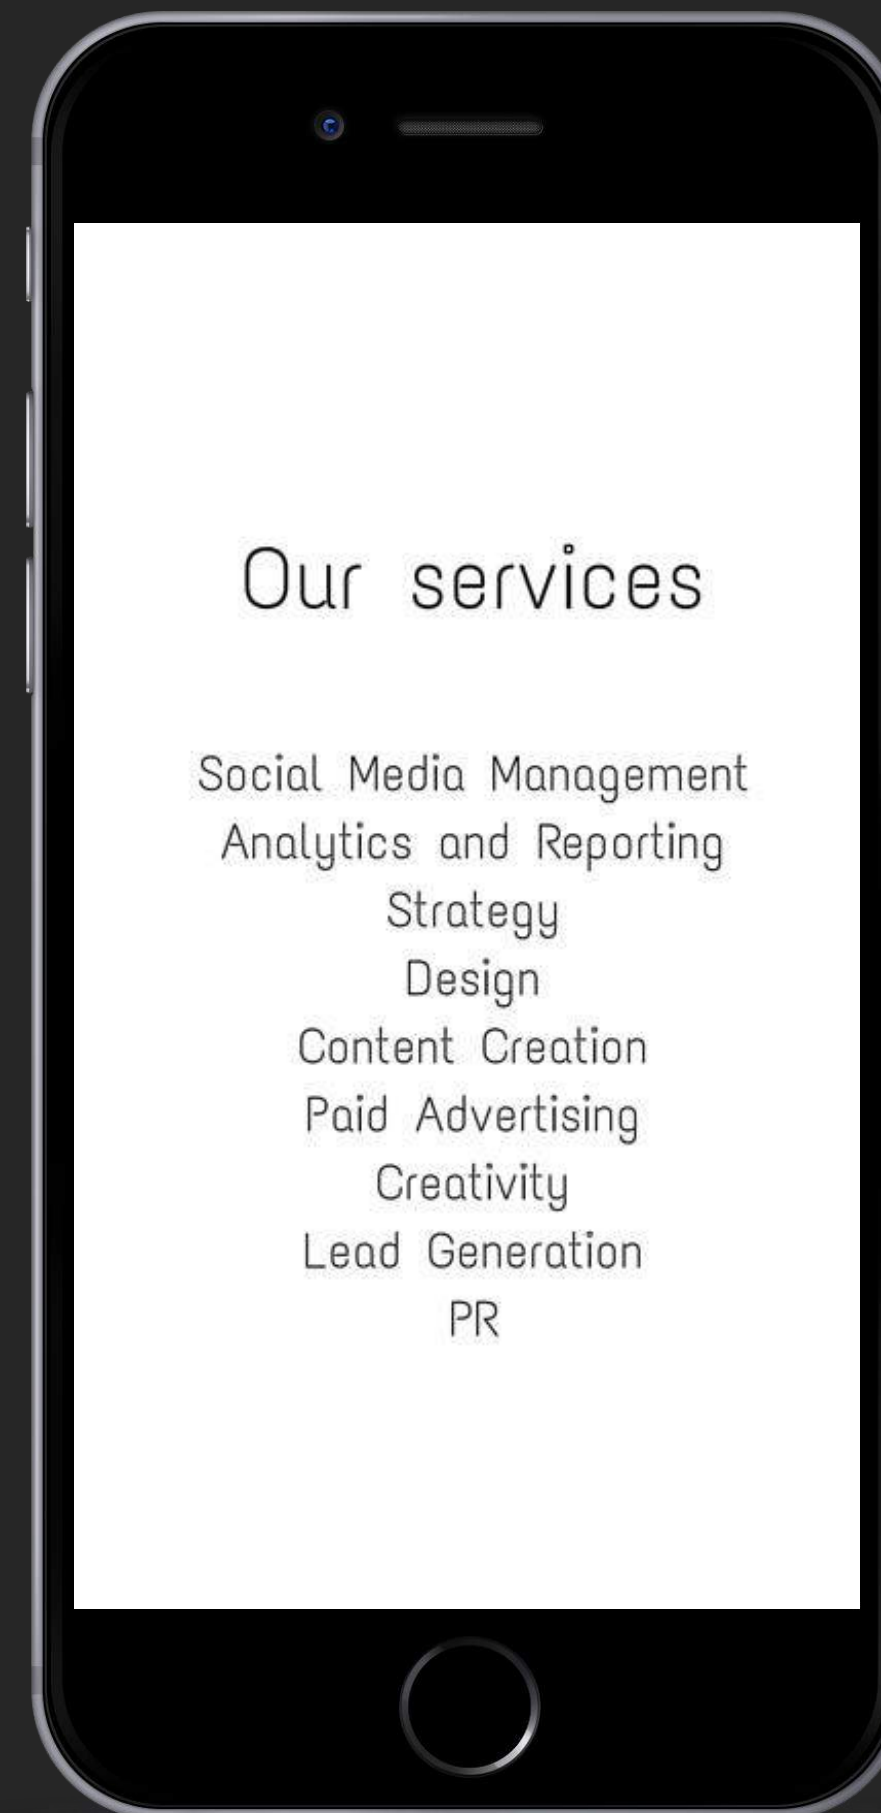 Our services
Social Media Management
Analytics and Reporting
Strategy
Design
Content Creation
Paid Advertising
Creativity
Lead Generation
PR